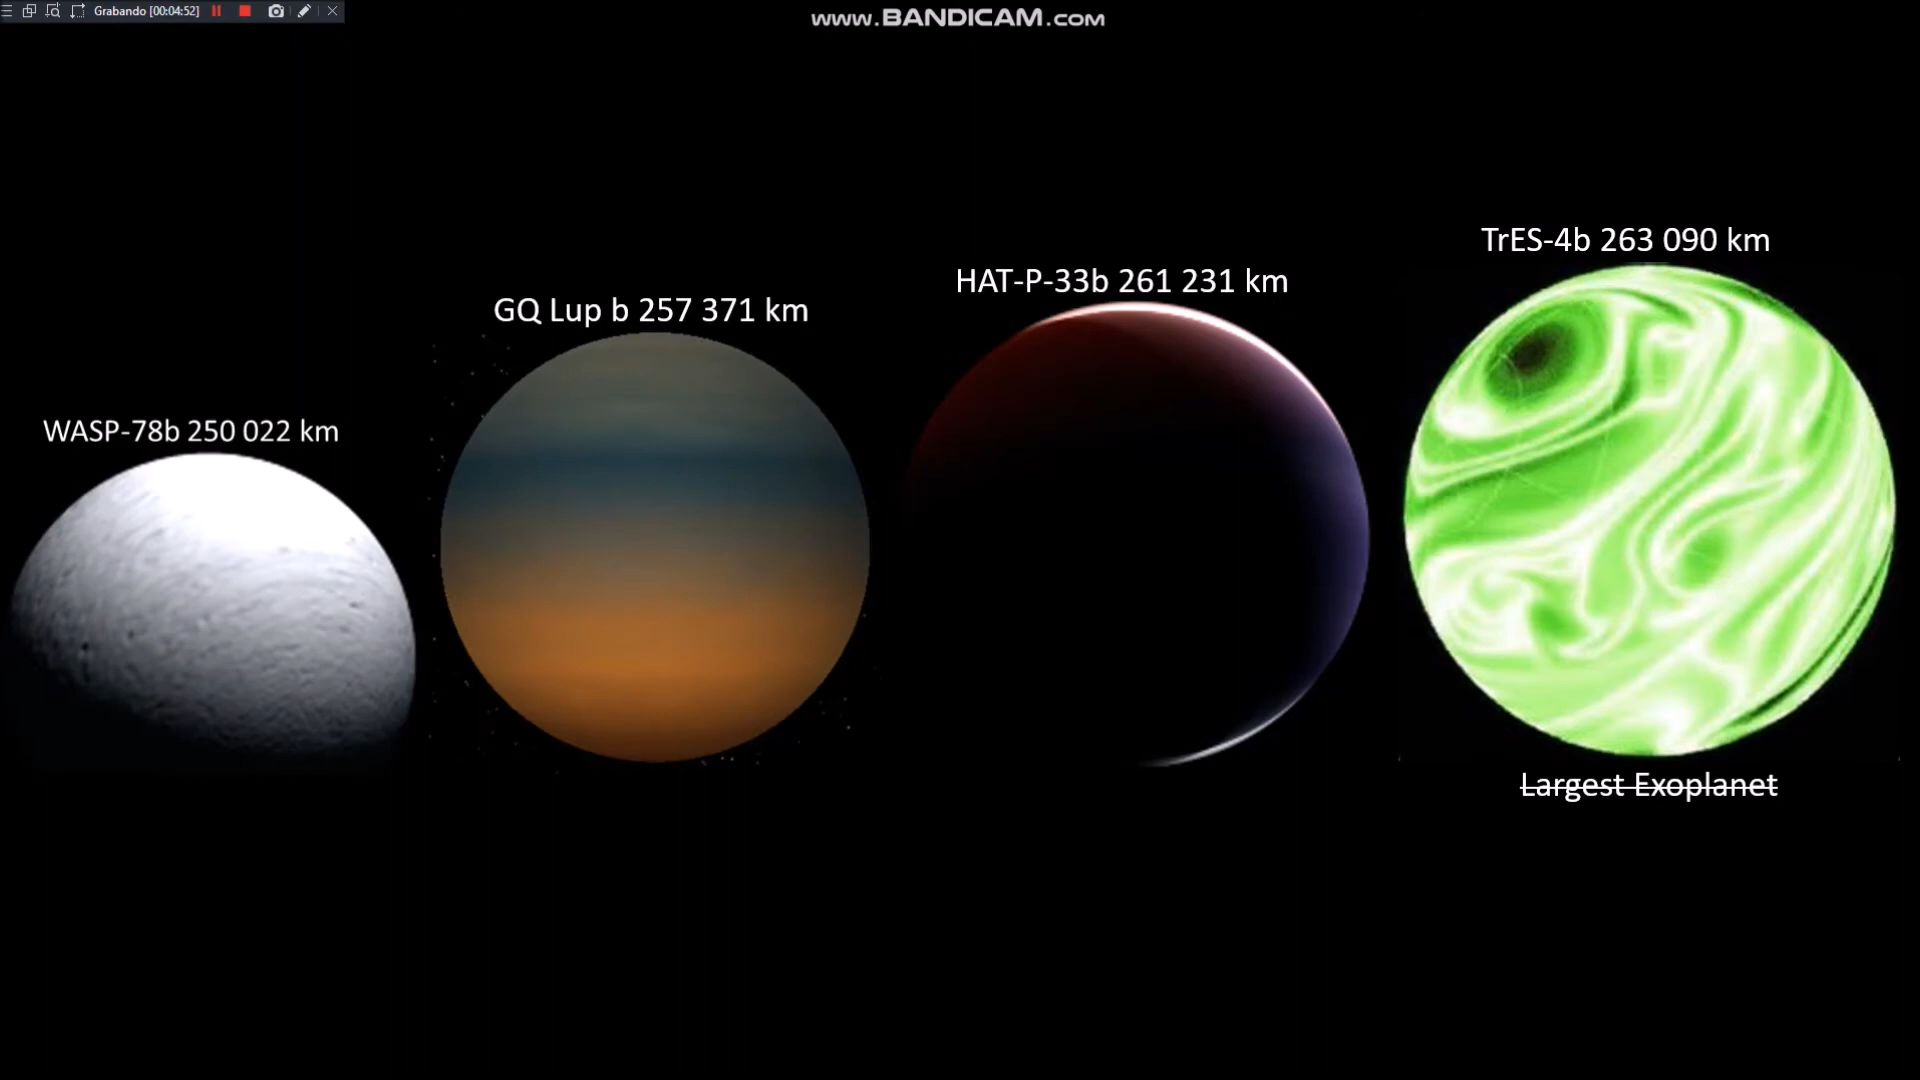 Grabando [00:04:52]
www.BANDICAM.com
TrES-4b 263 090 km
HAT-P-33b 261 231 km
GQ Lup b 257 371 km
WASP-78b 250 022 km
Largest Exoplanet